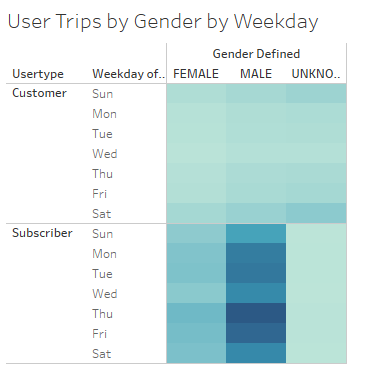 User Trips by Gender by Weekday
Gender Defined
Usertype Weekday of.. FEMALE MALE UNKNO..
Customer Sun
Mon
Tue
Wed
Thu
Fri
Sat
Subscriber Sun
Mon
Tue
Wed
Thu
Fri
Sat